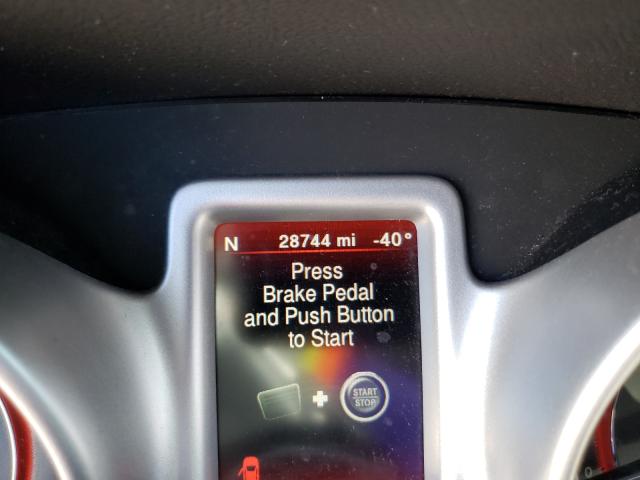 N 28744 mi -40°
Press
Brake Pedal
and Push Button
to Start
START
STOP